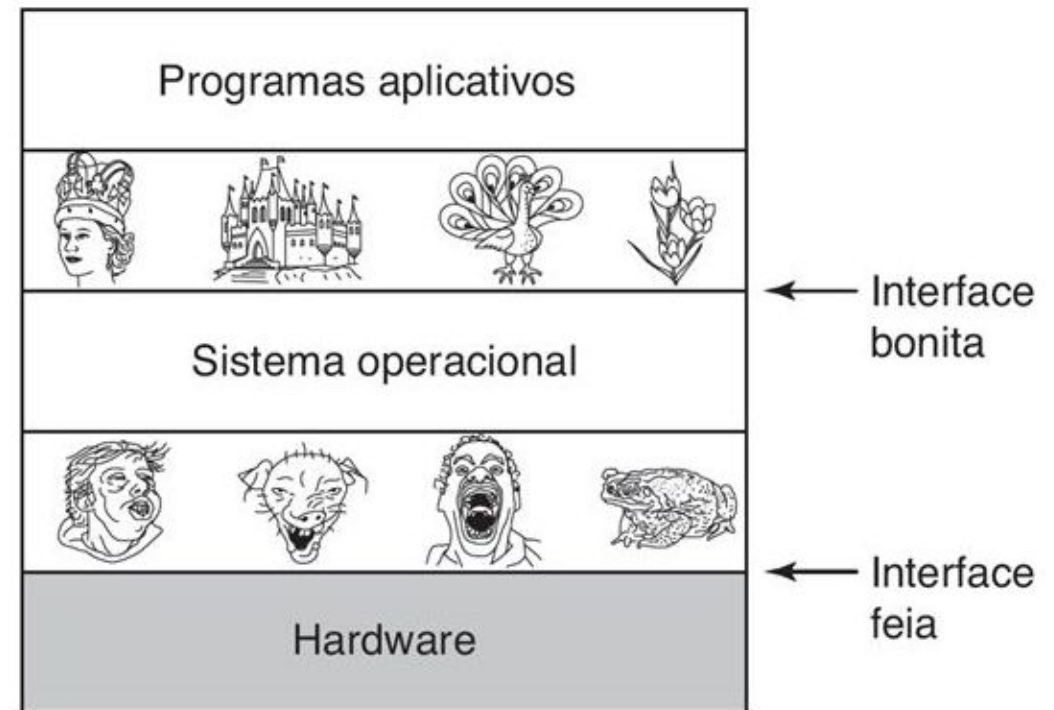 Programas aplicativos
Interface
bonita
Sistema operacional
Interface
feia
Hardware